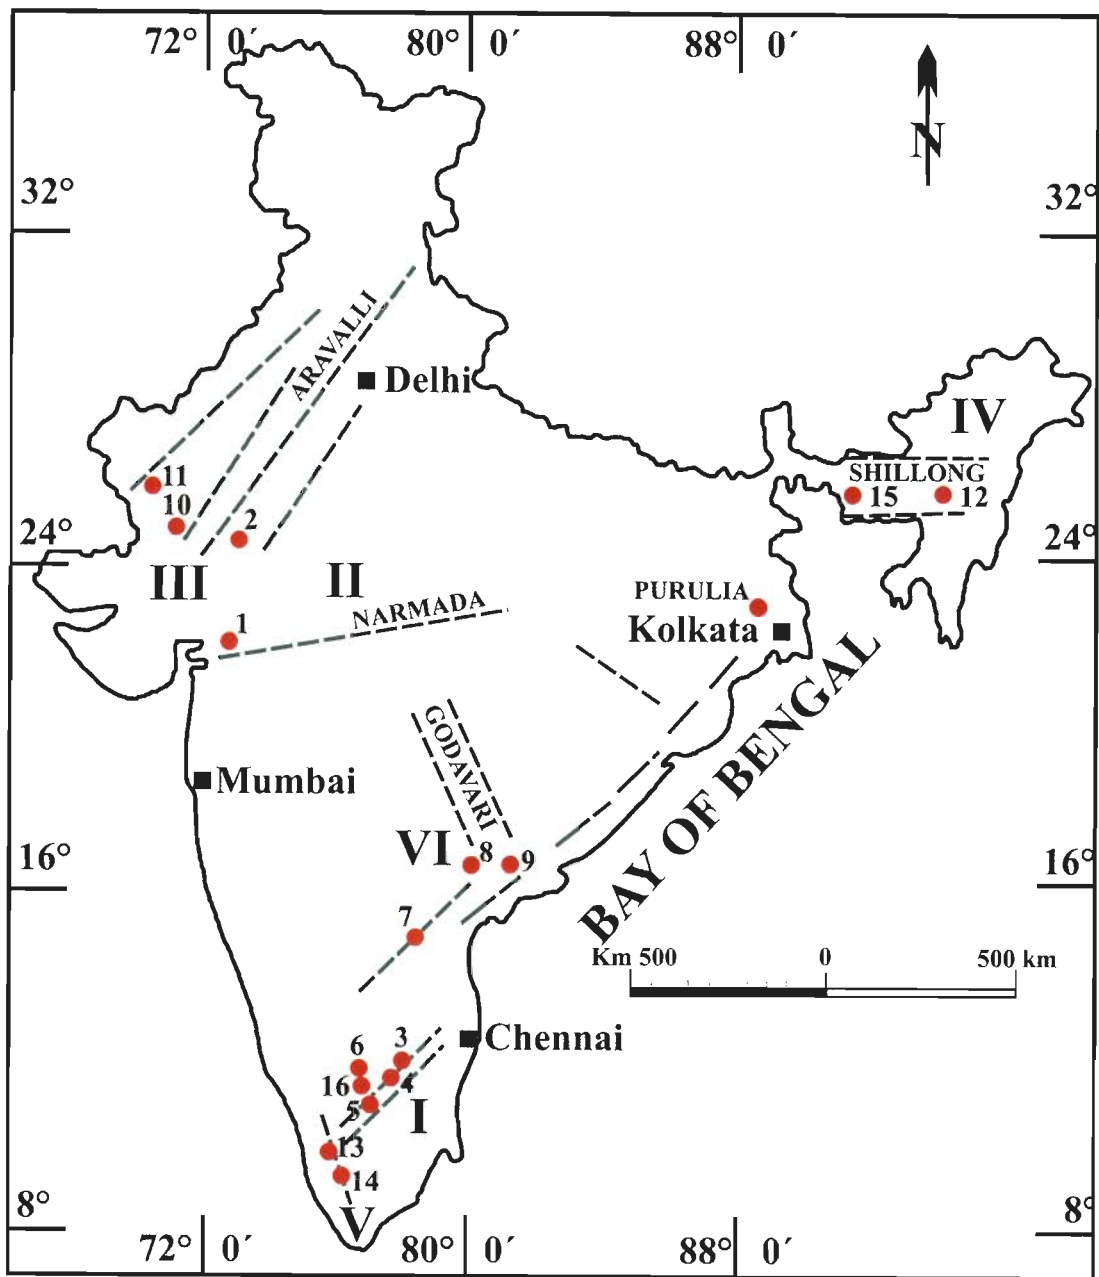 72° 0´ 80° 0´ 88° 0´
N
32° 32°
ARAVALLI
Delhi
IV
SHILLONG
11
15 12
10
2
24° 24°
III II
PURULIA
NARMADA
1
Kolkata
BAY OF BENGAL
GODAVARI
Mumbai
VI 8 9
16° 16°
7
Km 500 0 500 km
Chennai
6 3
16 4
5 I
13
14
8° 8°
V
72° 0´ 80° 0´ 88° 0´